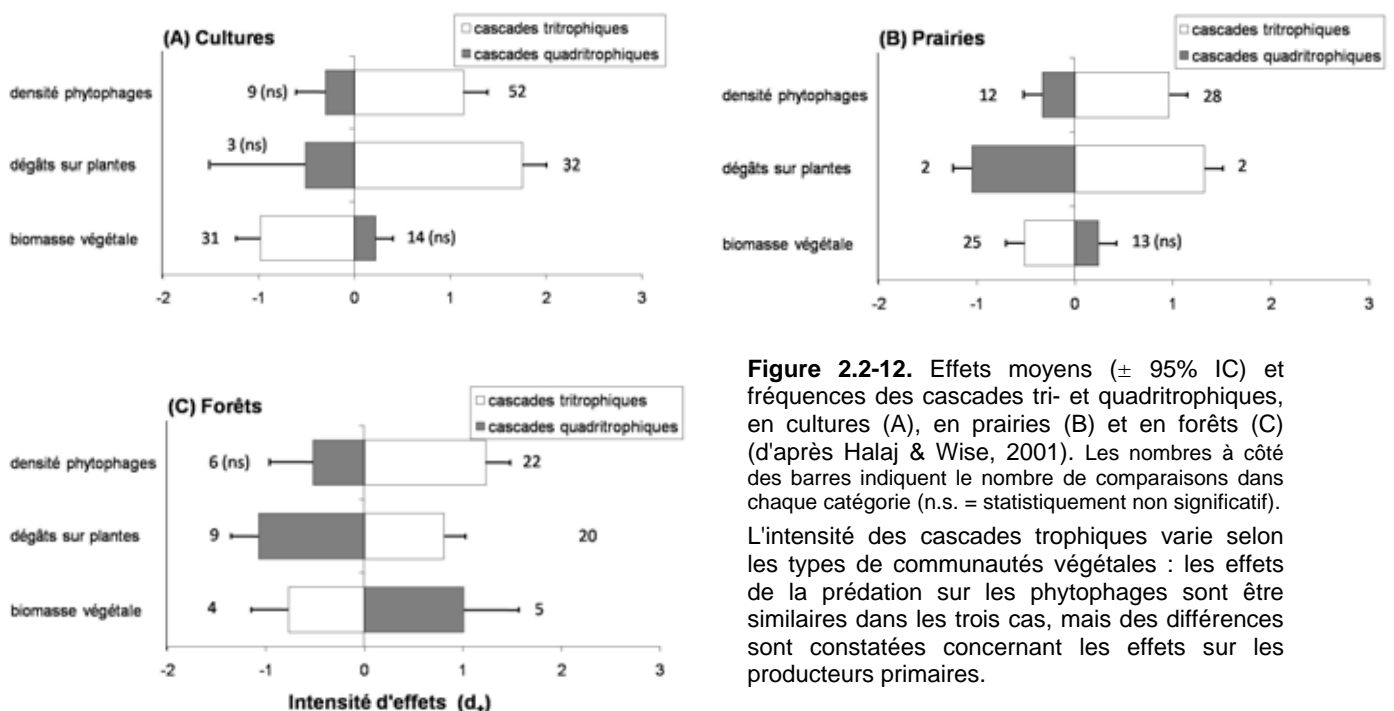 (A) Cultures
cascades tritrophiques
cascades quadritrophiques
densité phytophages
9 (ns)
52
dégâts sur plantes
3 (ns)
32
biomasse végétale
31
14 (ns)
-2 -1 0 1 2 3
(B) Prairies
cascades tritrophiques
cascades quadritrophiques
densité phytophages
12
28
dégâts sur plantes
2
2
biomasse végétale
25
13 (ns)
-2 -1 0 1 2 3
(C) Forêts
cascades tritrophiques
cascades quadritrophiques
densité phytophages
6 (ns)
22
dégâts sur plantes
9
20
biomasse végétale
4
5
-2 -1 0 1 2 3
Intensité d'effets (d+)
Figure 2.2-12. Effets moyens (± 95% IC) et
fréquences des cascades tri- et quadritrophiques,
en cultures (A), en prairies (B) et en forêts (C)
(d'après Halaj & Wise, 2001). Les nombres à côté
des barres indiquent le nombre de comparaisons dans
chaque catégorie (n.s. = statistiquement non significatif).
L'intensité des cascades trophiques varie selon
les types de communautés végétales : les effets
de la prédation sur les phytophages sont être
similaires dans les trois cas, mais des différences
sont constatées concernant les effets sur les
producteurs primaires.